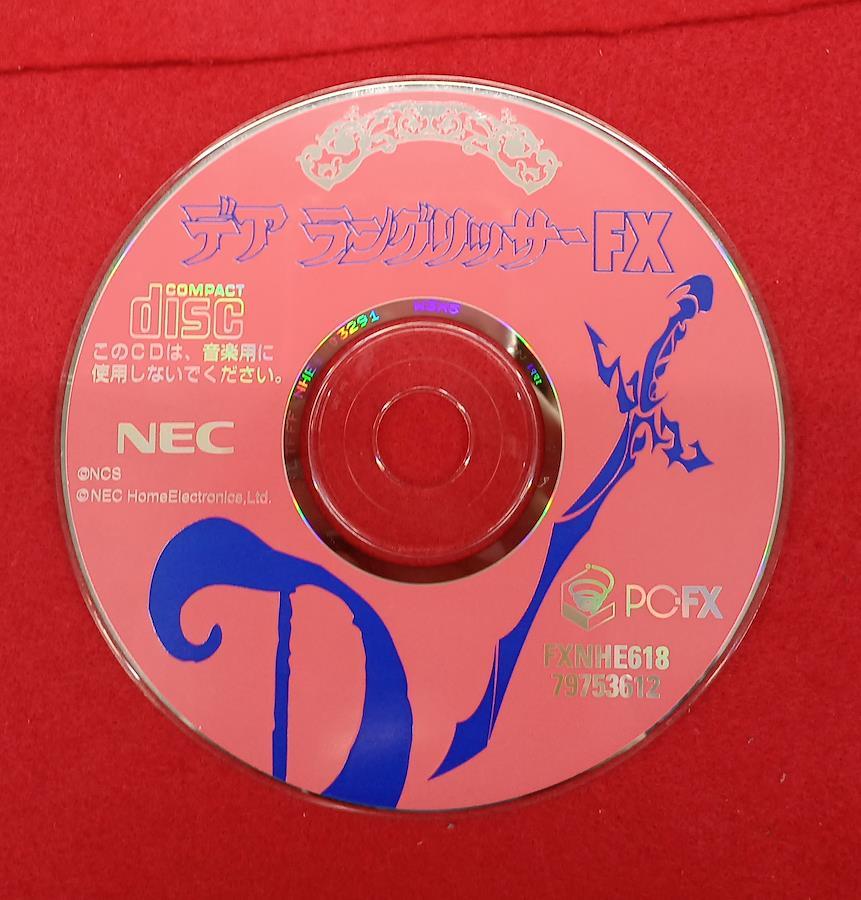 デア ラングリッサーFX
COMPACT
disc
このCDは、音楽用に
使用しないでください。
NEC
©NCS
©NEC HomeElectronics,Ltd.
PC-FX
FXNHE618
79753612
D